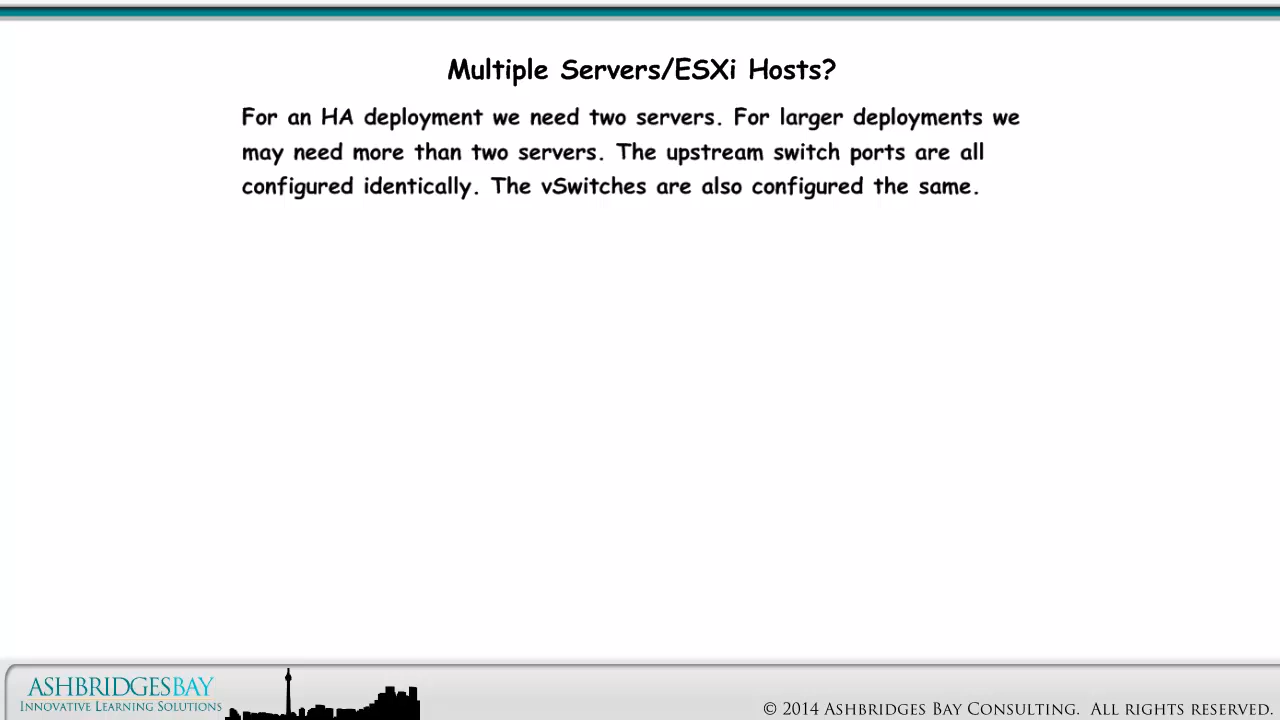 Multiple Servers/ESXi Hosts?
For an HA deployment we need two servers. For larger deployments we
may need more than two servers. The upstream switch ports are all
configured identically. The vSwitches are also configured the same.
ASHBRIDGESBAY
INNOVATIVE LEARNING SOLUTIONS
© 2014 ASHBRIDGES BAY CONSULTING. ALL RIGHTS RESERVED.